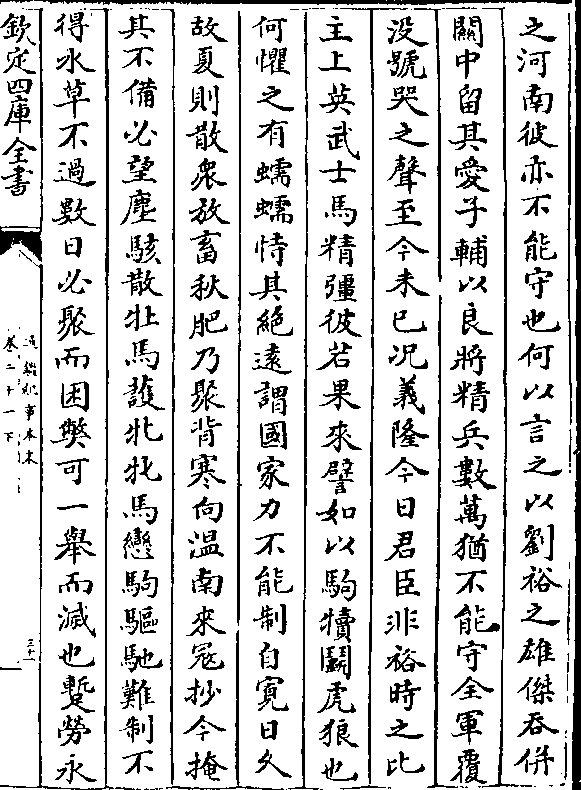 之河南彼亦不能守也何以言之以劉裕之雄傑吞併
關中留其愛子輔以良將精兵數萬猶不能守全軍覆
没號哭之聲至今未已况義隆今日君臣非裕時之比
主上英武士馬精彊彼若果來譬如以駒犢鬭虎狼也
何懼之有蠕蠕恃其絶遠謂國家力不能制自寛日久
故夏則散衆放畜秋肥乃聚背寒向温南來冦抄今掩
其不備必望塵駭散牡馬護牝牝馬戀駒驅馳難制不
得水草不過數日必聚而困獘可一舉而滅也蹔勞永
欽定四庫全書
通鑑紀事本末
卷二十一下
三十一